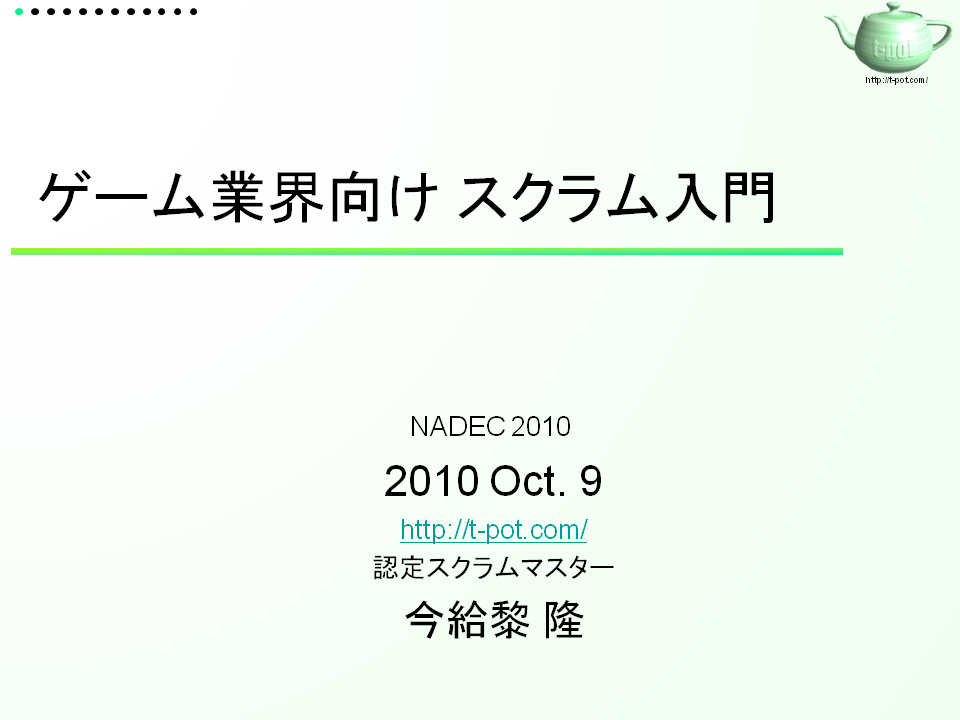 t-pot
http://t-pot.com/
ゲーム業界向け スクラム入門
NADEC 2010
2010 Oct. 9
http://t-pot.com/
認定スクラムマスター
今給黎 隆